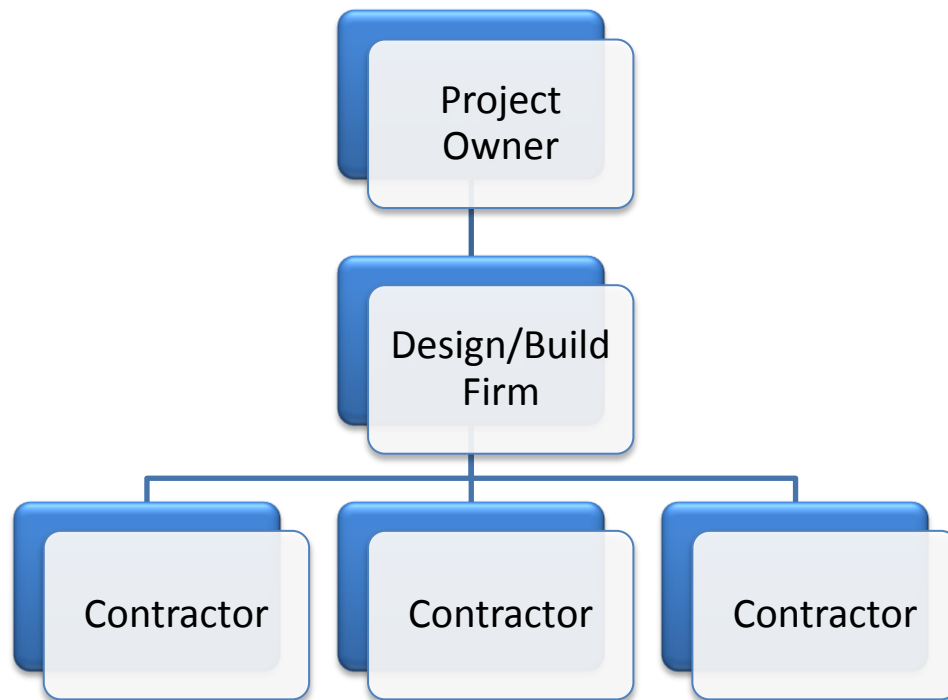 Project
Owner
Design/Build
Firm
Contractor
Contractor
Contractor